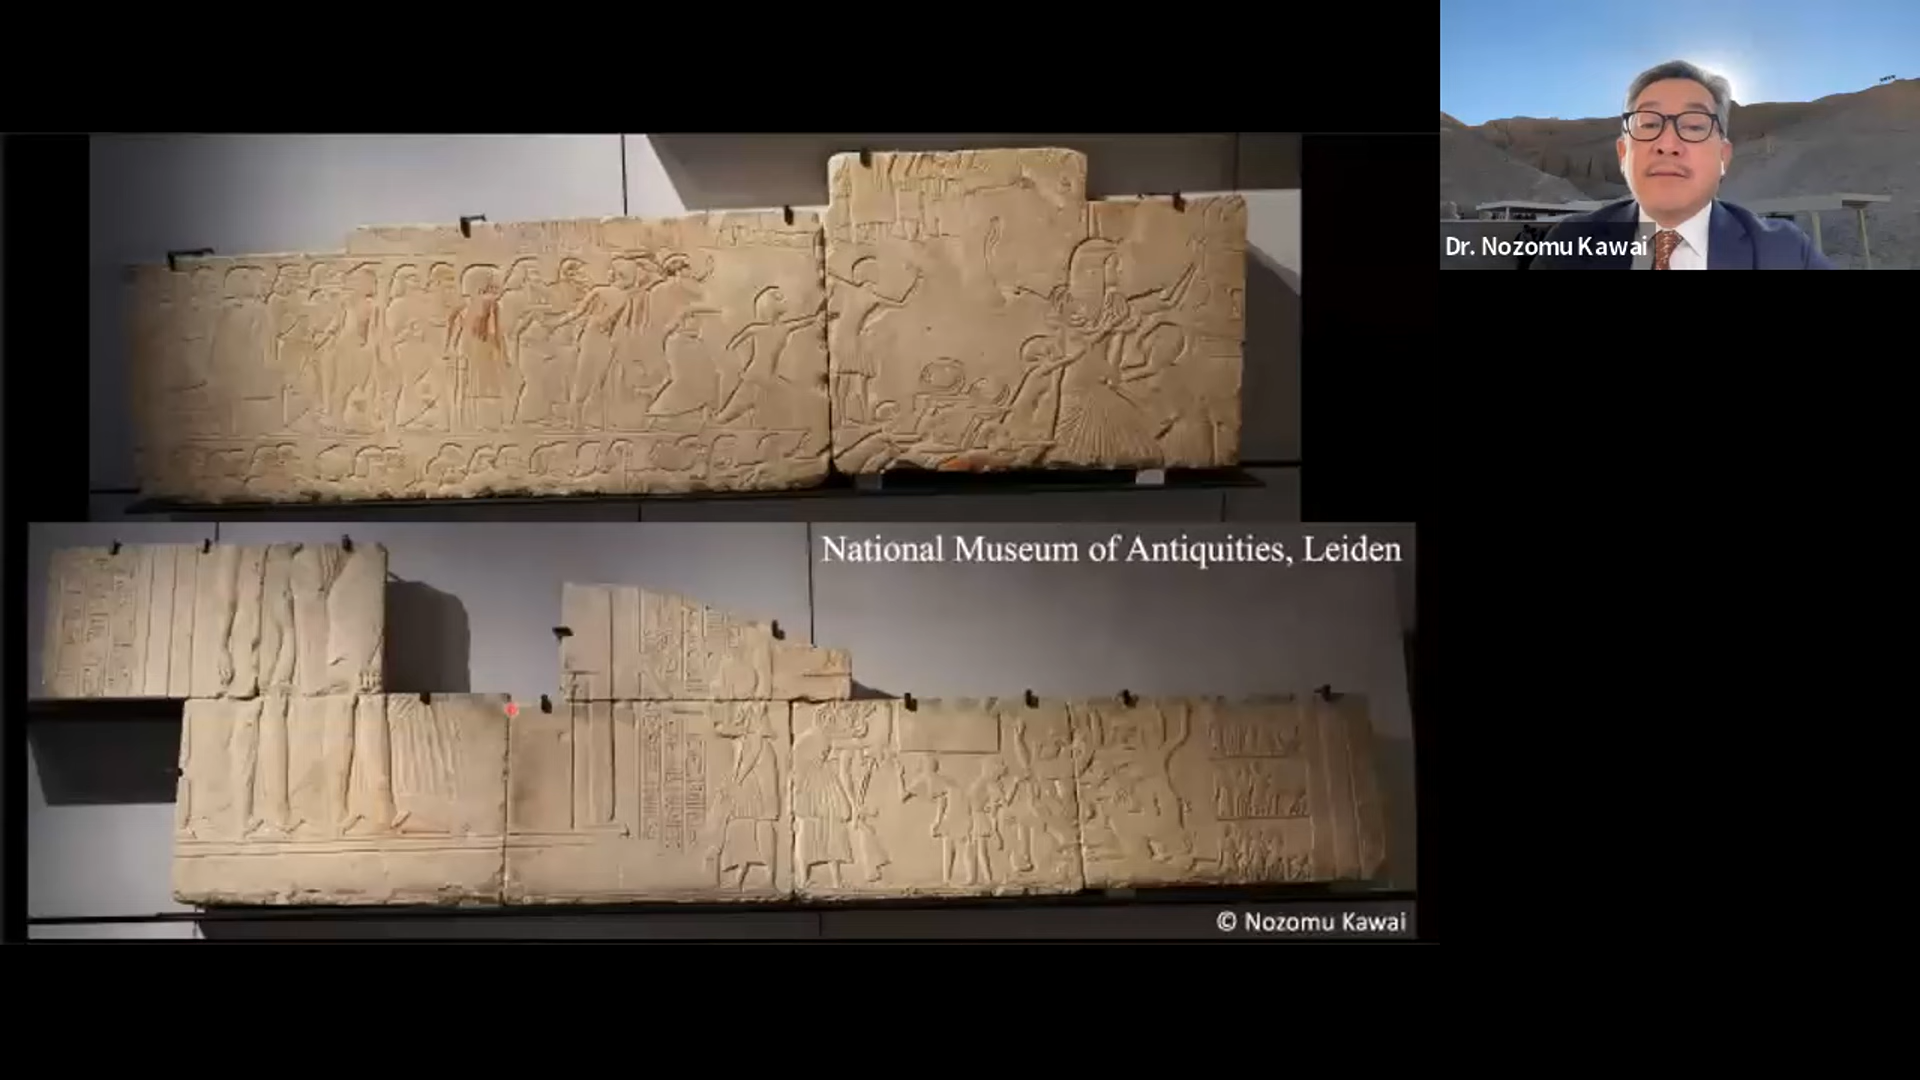 Dr. Nozomu Kawai
National Museum of Antiquities, Leiden
© Nozomu Kawai